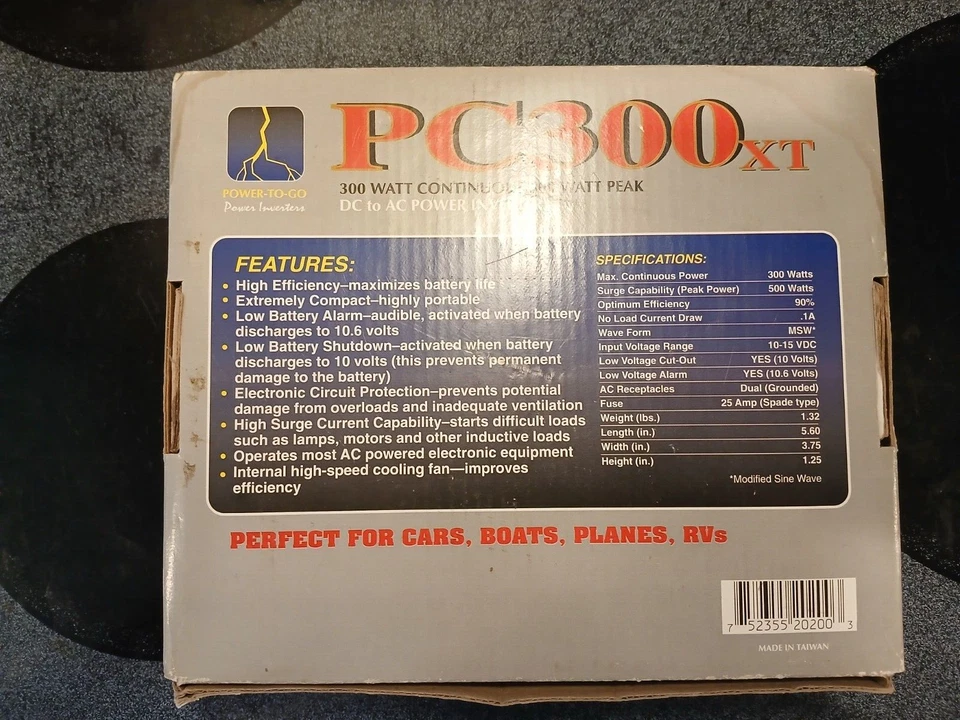 PC300XT
POWER-TO-GO
Power Inverters
300 WATT CONTINUOUS WATT PEAK
DC to AC POWER
FEATURES:
• High Efficiency–maximizes battery life
• Extremely Compact–highly portable
• Low Battery Alarm–audible, activated when battery
discharges to 10.6 volts
• Low Battery Shutdown–activated when battery
discharges to 10 volts (this prevents permanent
damage to the battery)
• Electronic Circuit Protection–prevents potential
damage from overloads and inadequate ventilation
• High Surge Current Capability–starts difficult loads
such as lamps, motors and other inductive loads
• Operates most AC powered electronic equipment
• Internal high-speed cooling fan—improves
efficiency
SPECIFICATIONS:
Max. Continuous Power 300 Watts
Surge Capability (Peak Power) 500 Watts
Optimum Efficiency 90%
No Load Current Draw .1A
Wave Form MSW*
Input Voltage Range 10-15 VDC
Low Voltage Cut-Out YES (10 Volts)
Low Voltage Alarm YES (10.6 Volts)
AC Receptacles Dual (Grounded)
Fuse 25 Amp (Spade type)
Weight (lbs.) 1.32
Length (in.) 5.60
Width (in.) 3.75
Height (in.) 1.25
*Modified Sine Wave
PERFECT FOR CARS, BOATS, PLANES, RVs
7 52355 20200 3
MADE IN TAIWAN